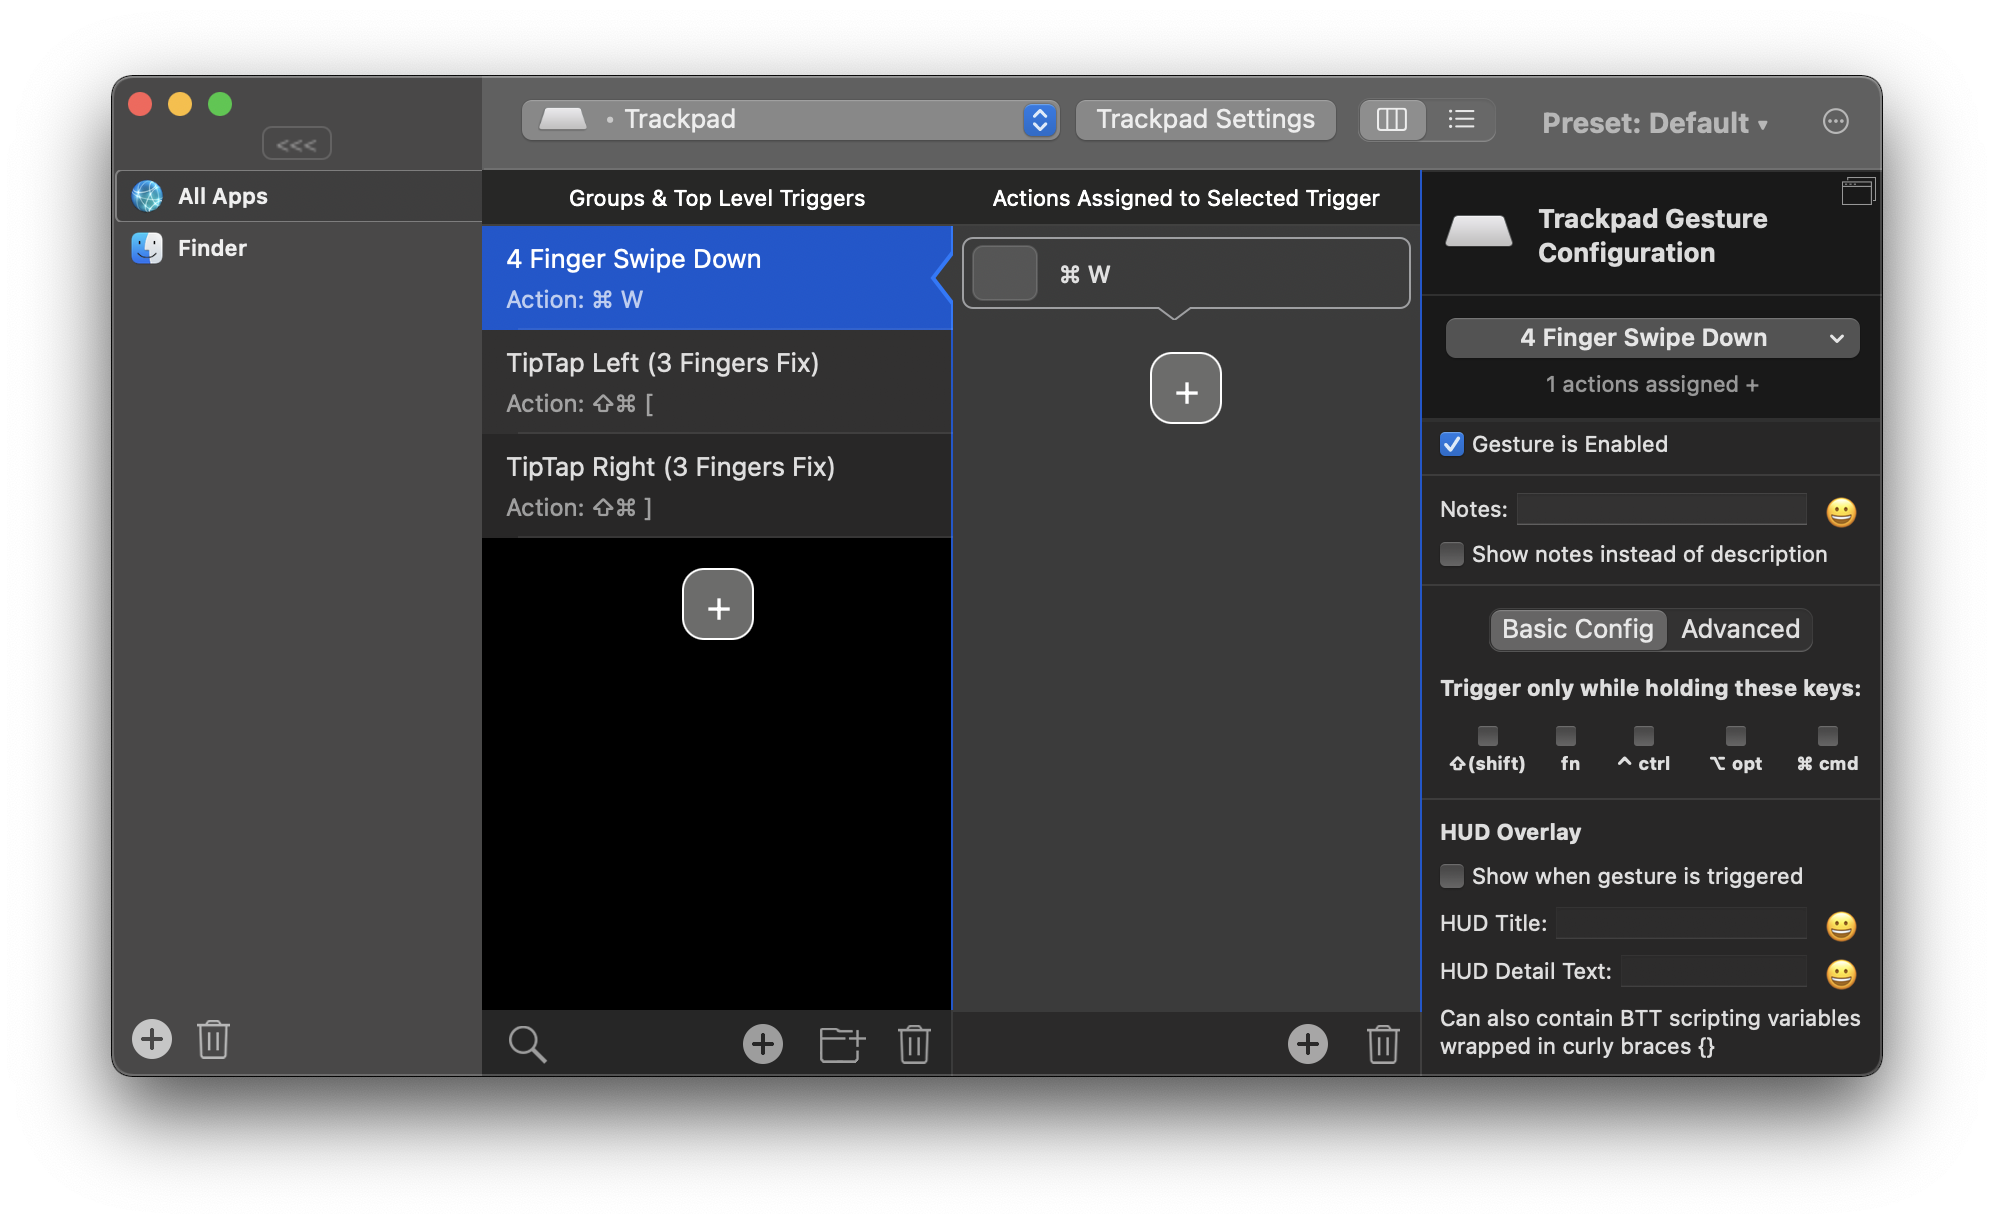 <<<
All Apps
Finder
• Trackpad
Trackpad Settings
Preset: Default ▾
Groups & Top Level Triggers
4 Finger Swipe Down
Action: ⌘ W
TipTap Left (3 Fingers Fix)
Action: ⇧⌘ [
TipTap Right (3 Fingers Fix)
Action: ⇧⌘ ]
+
Actions Assigned to Selected Trigger
⌘ W
+
Trackpad Gesture
Configuration
4 Finger Swipe Down
1 actions assigned +
Gesture is Enabled
Notes:
Show notes instead of description
Basic Config Advanced
Trigger only while holding these keys:
⇧(shift) fn ^ ctrl ⌥ opt ⌘ cmd
HUD Overlay
Show when gesture is triggered
HUD Title:
HUD Detail Text:
Can also contain BTT scripting variables
wrapped in curly braces {}